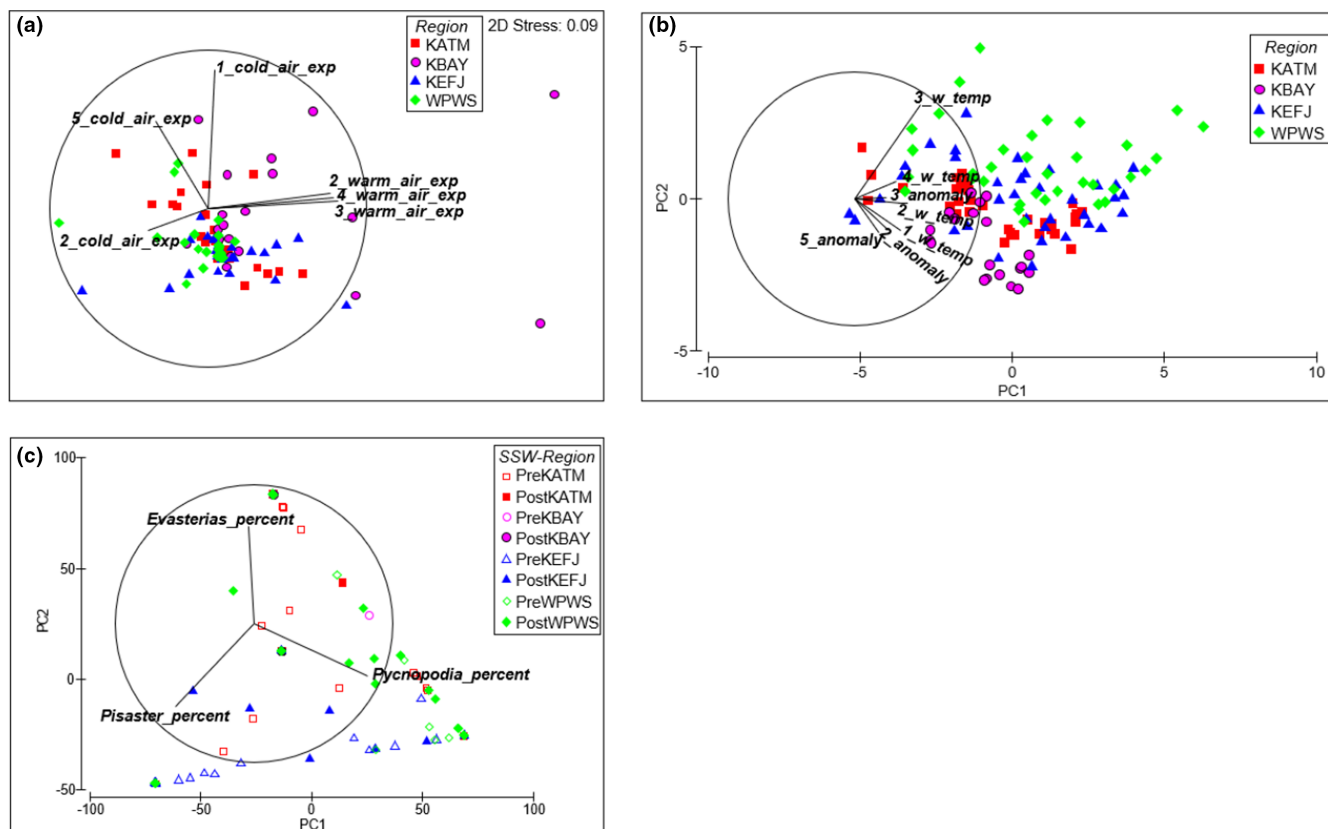 (a)
2D Stress: 0.09
Region
KATM
KBAY
KEFJ
WPWS
1_cold_air_exp
5_cold_air_exp
2_warm_air_exp
4_warm_air_exp
3_warm_air_exp
2_cold_air_exp
(b)
Region
KATM
KBAY
KEFJ
WPWS
5
3_w_temp
4_w_temp
3_anomaly
2_w_temp
5_anomaly
1_w_temp
2_anomaly
PC2
0
-5
-10
-5
0
5
10
PC1
(c)
SSW-Region
PreKATM
PostKATM
PreKBAY
PostKBAY
PreKEFJ
PostKEFJ
PreWPWS
PostWPWS
100
Evasterias_percent
50
PC2
Pycnopodia_percent
0
Pisaster_percent
-50
-100
-50
0
50
100
PC1